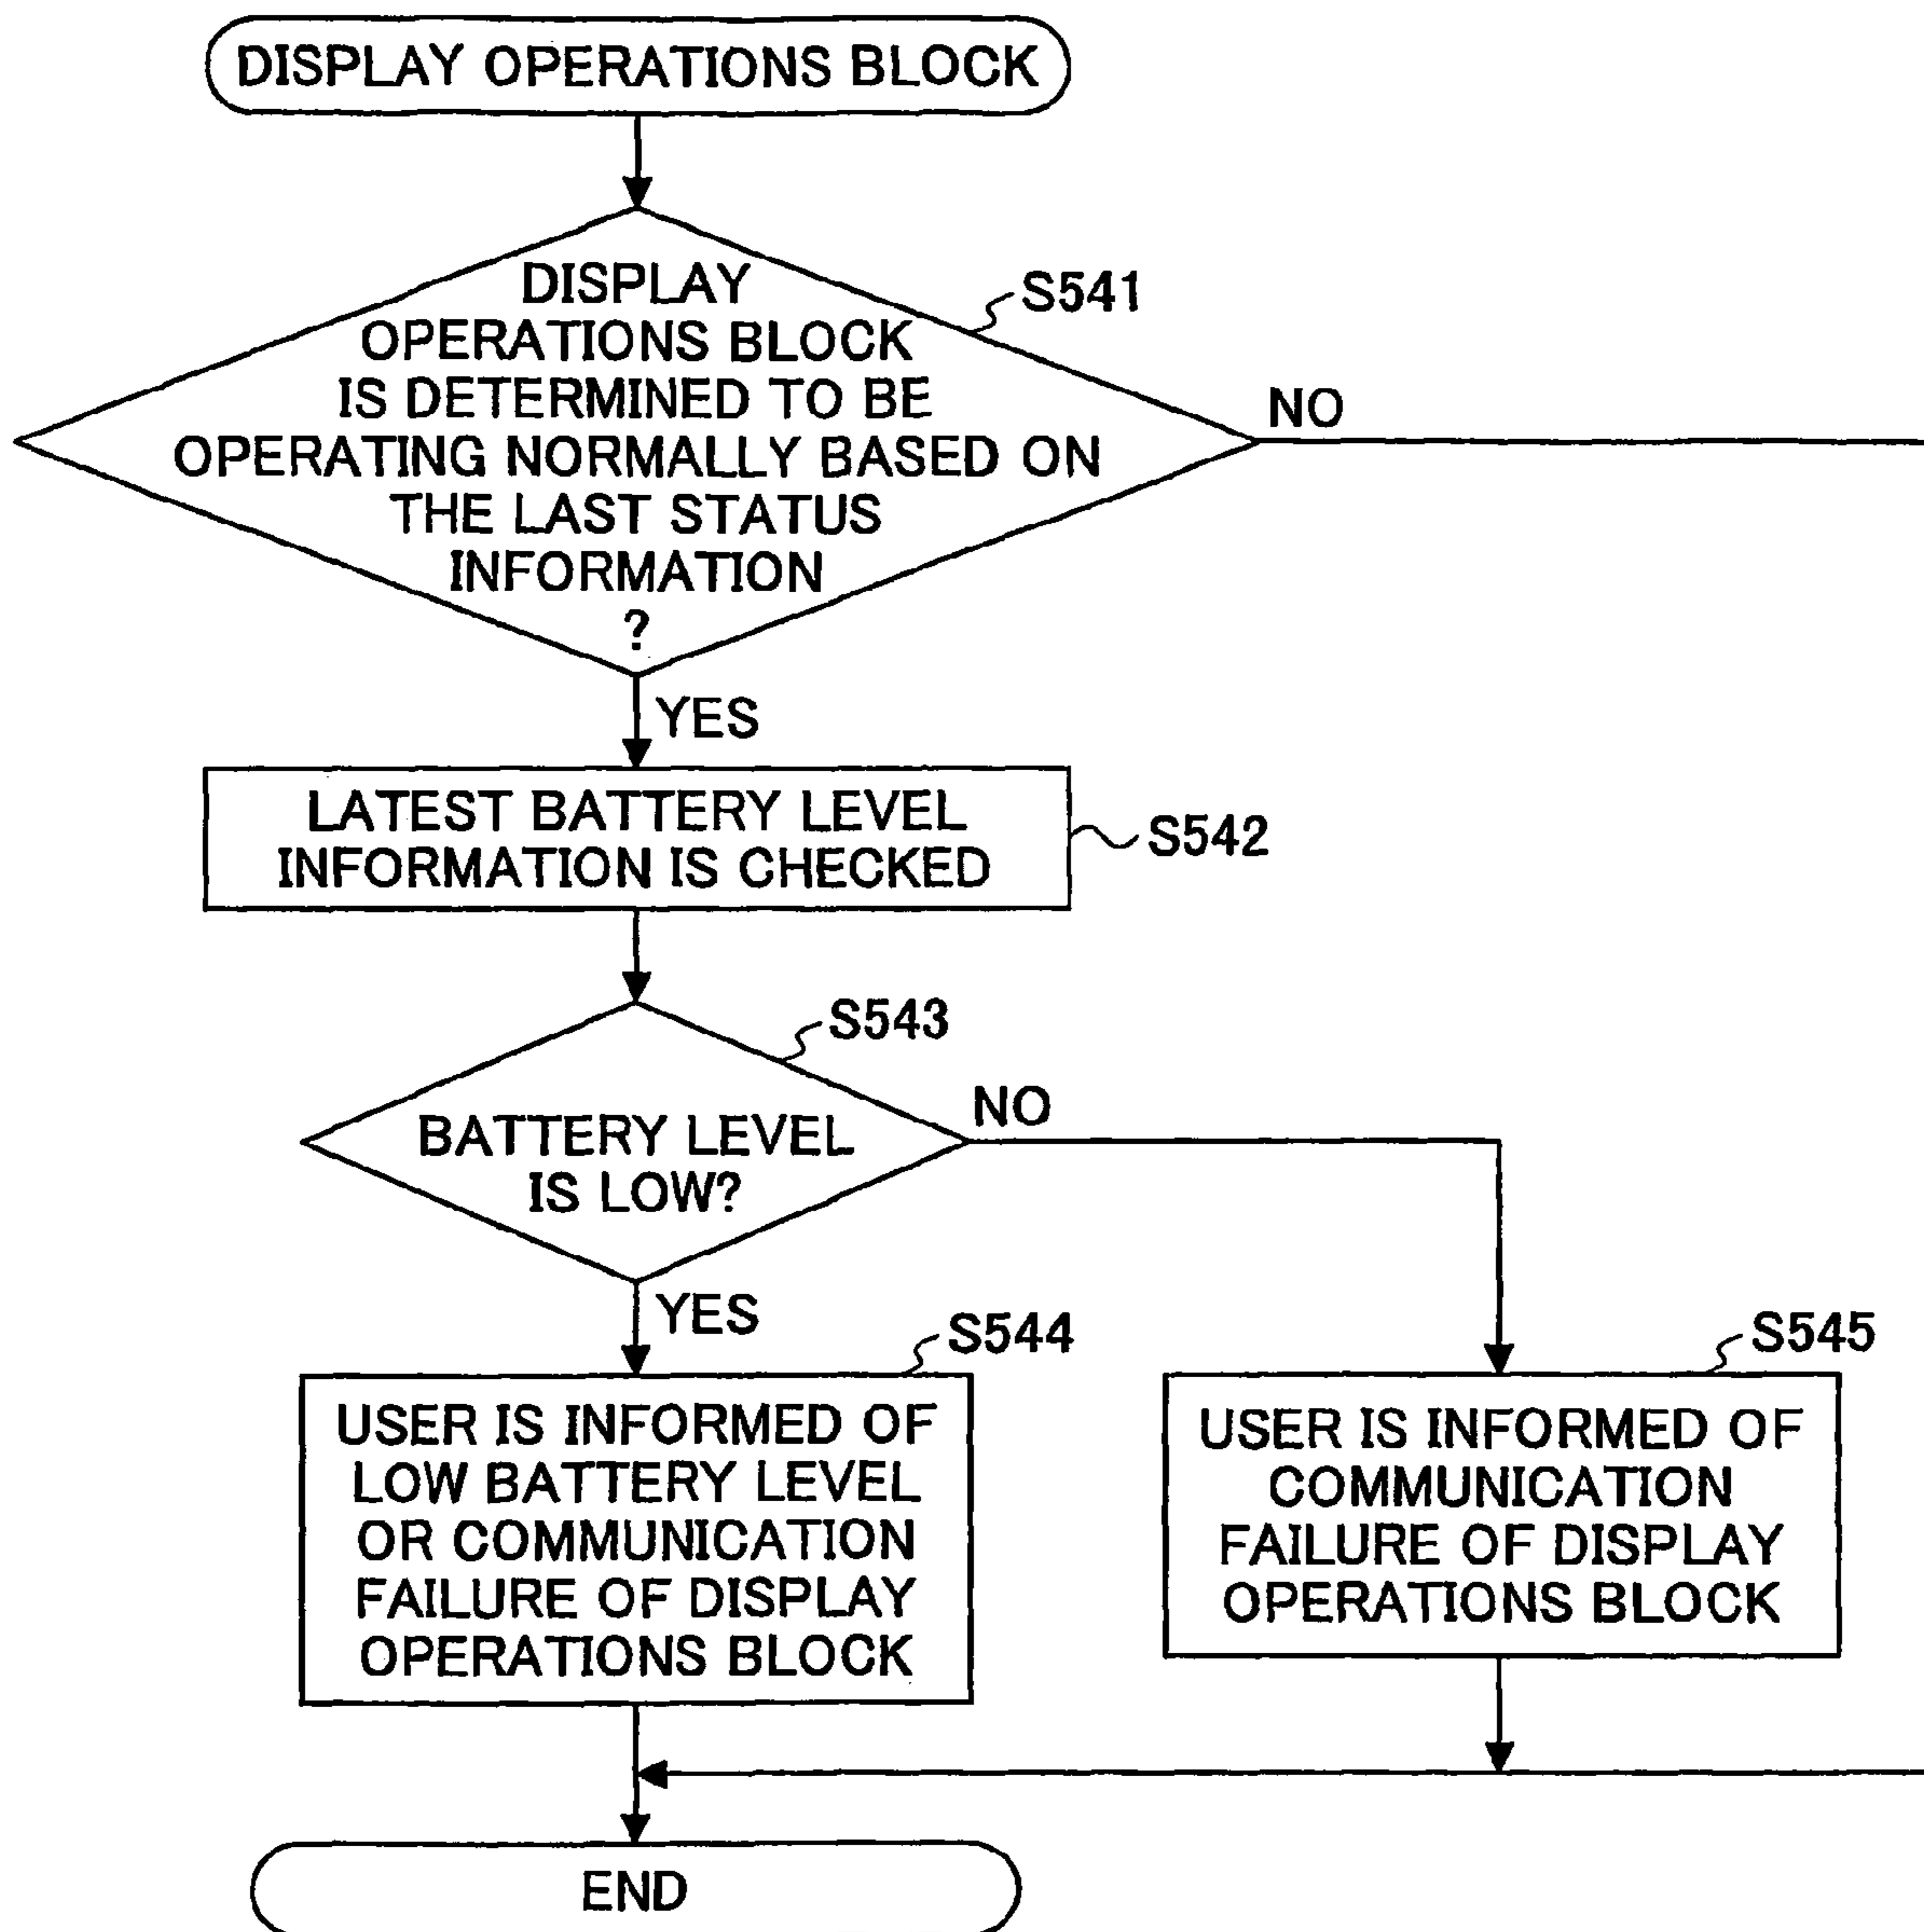 DISPLAY OPERATIONS BLOCK
DISPLAY
OPERATIONS BLOCK
IS DETERMINED TO BE
OPERATING NORMALLY BASED ON
THE LAST STATUS
INFORMATION
?
S541
NO
YES
LATEST BATTERY LEVEL
INFORMATION IS CHECKED
S542
S543
BATTERY LEVEL
IS LOW?
NO
YES
S544
USER IS INFORMED OF
LOW BATTERY LEVEL
OR COMMUNICATION
FAILURE OF DISPLAY
OPERATIONS BLOCK
S545
USER IS INFORMED OF
COMMUNICATION
FAILURE OF DISPLAY
OPERATIONS BLOCK
END